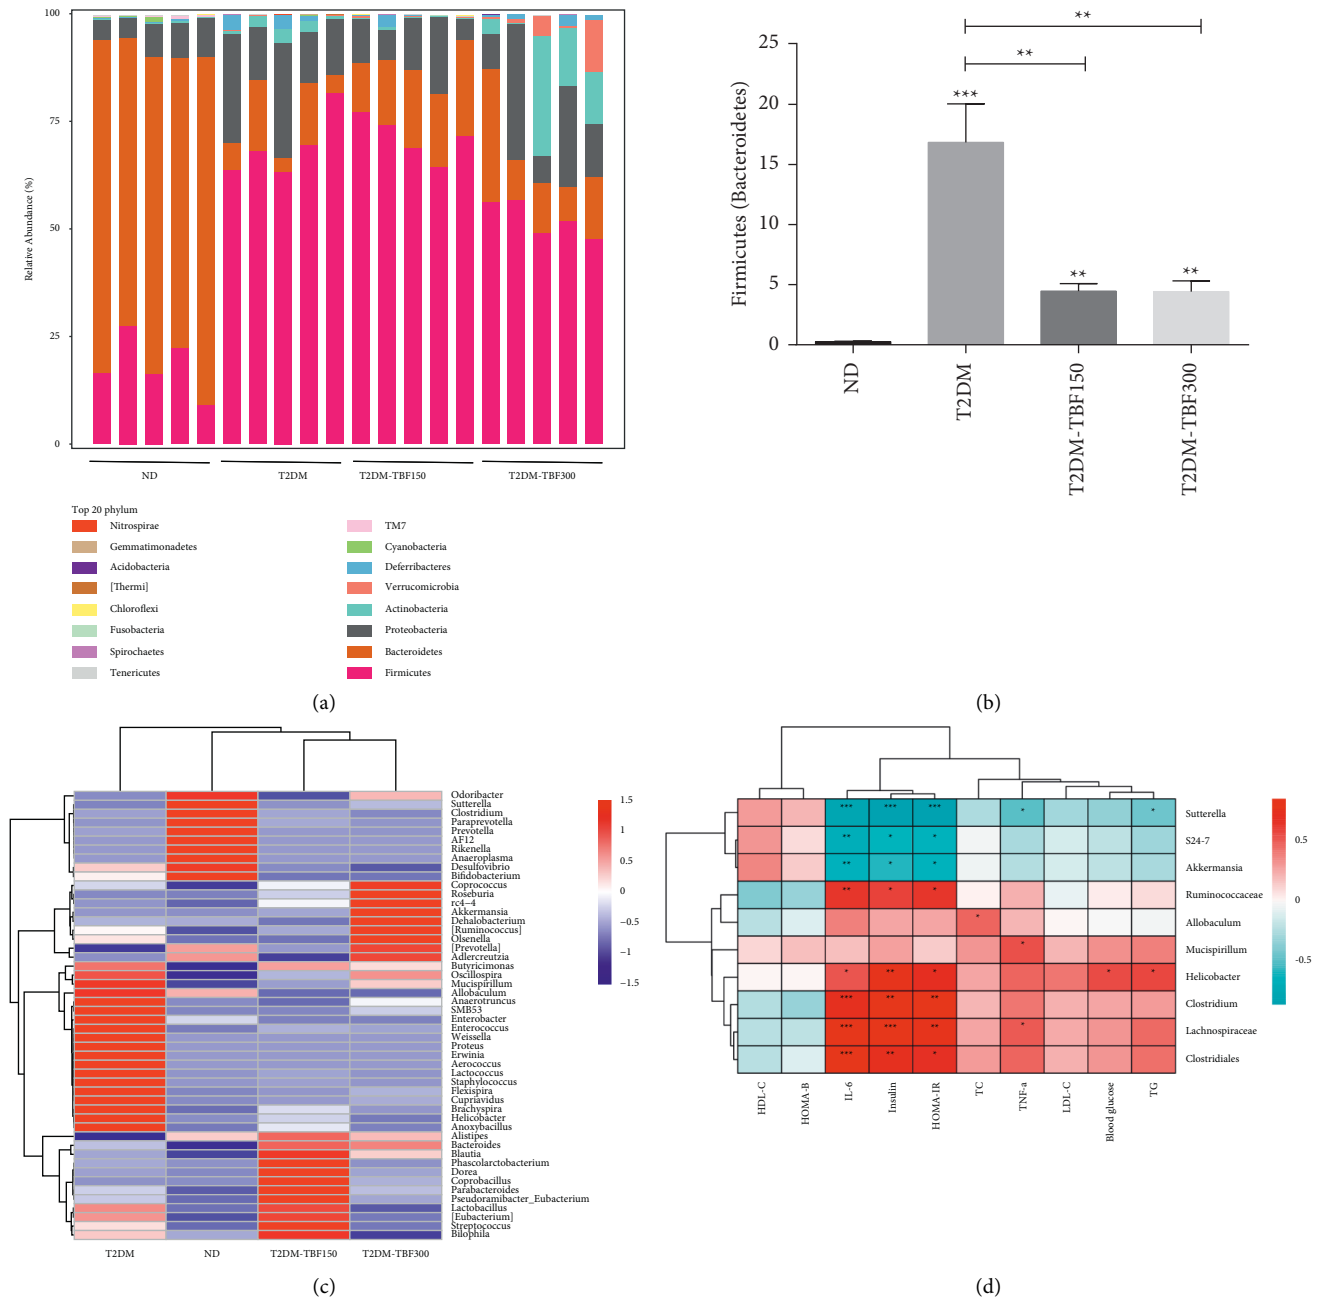 100
75
50
25
0
Relative Abundance (%)
ND
T2DM
T2DM-TBF150
T2DM-TBF300
Top 20 phylum
Nitrospirae
Gemmatimonadetes
Acidobacteria
[Thermi]
Chloroflexi
Fusobacteria
Spirochaetes
Tenericutes
TM7
Cyanobacteria
Deferribacteres
Verrucomicrobia
Actinobacteria
Proteobacteria
Bacteroidetes
Firmicutes
(a)
25
20
15
10
5
0
Firmicutes (Bacteroidetes)
**
**
***
**
**
ND
T2DM
T2DM-TBF150
T2DM-TBF300
(b)
Odoribacter
Sutterella
Clostridium
Paraprevotella
Prevotella
AF12
Rikenella
Anaeroplasma
Desulfovibrio
Bifidobacterium
Coprococcus
Roseburia
rc4−4
Akkermansia
Dehalobacterium
[Ruminococcus]
Olsenella
[Prevotella]
Adlercreutzia
Butyricimonas
Oscillospira
Mucispirillum
Allobaculum
Anaerotruncus
SMB53
Enterobacter
Enterococcus
Weissella
Proteus
Erwinia
Aerococcus
Lactococcus
Staphylococcus
Flexispira
Cupriavidus
Brachyspira
Helicobacter
Anoxybacillus
Alistipes
Bacteroides
Blautia
Phascolarctobacterium
Dorea
Coprobacillus
Parabacteroides
Pseudoramibacter_Eubacterium
Lactobacillus
[Eubacterium]
Streptococcus
Bilophila
T2DM
ND
T2DM-TBF150
T2DM-TBF300
1.5
1
0.5
0
−0.5
−1
−1.5
(c)
*** *** *** * *
** * *
** * *
** * *
*
*
* ** * * *
*** ** **
*** *** ** *
*** ** *
Sutterella
S24-7
Akkermansia
Ruminococcaceae
Allobaculum
Mucispirillum
Helicobacter
Clostridium
Lachnospiraceae
Clostridiales
HDL-C
HOMA-B
IL-6
Insulin
HOMA-IR
TC
TNF-a
LDL-C
Blood glucose
TG
0.5
0
-0.5
(d)